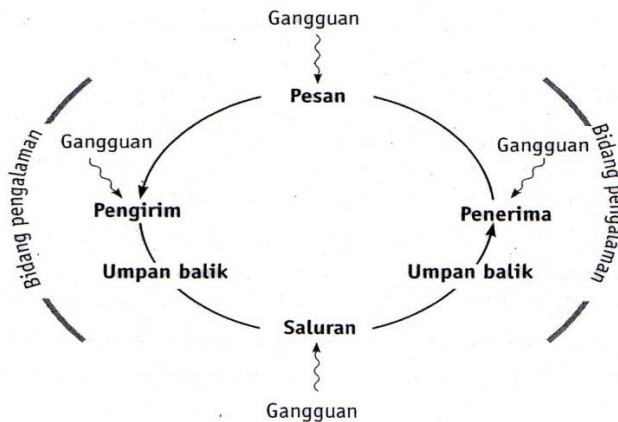 Gangguan
Pesan
Bidang pengalaman
Gangguan
Pengirim
Umpan balik
Gangguan
Bidang pengalaman
Penerima
Umpan balik
Saluran
Gangguan